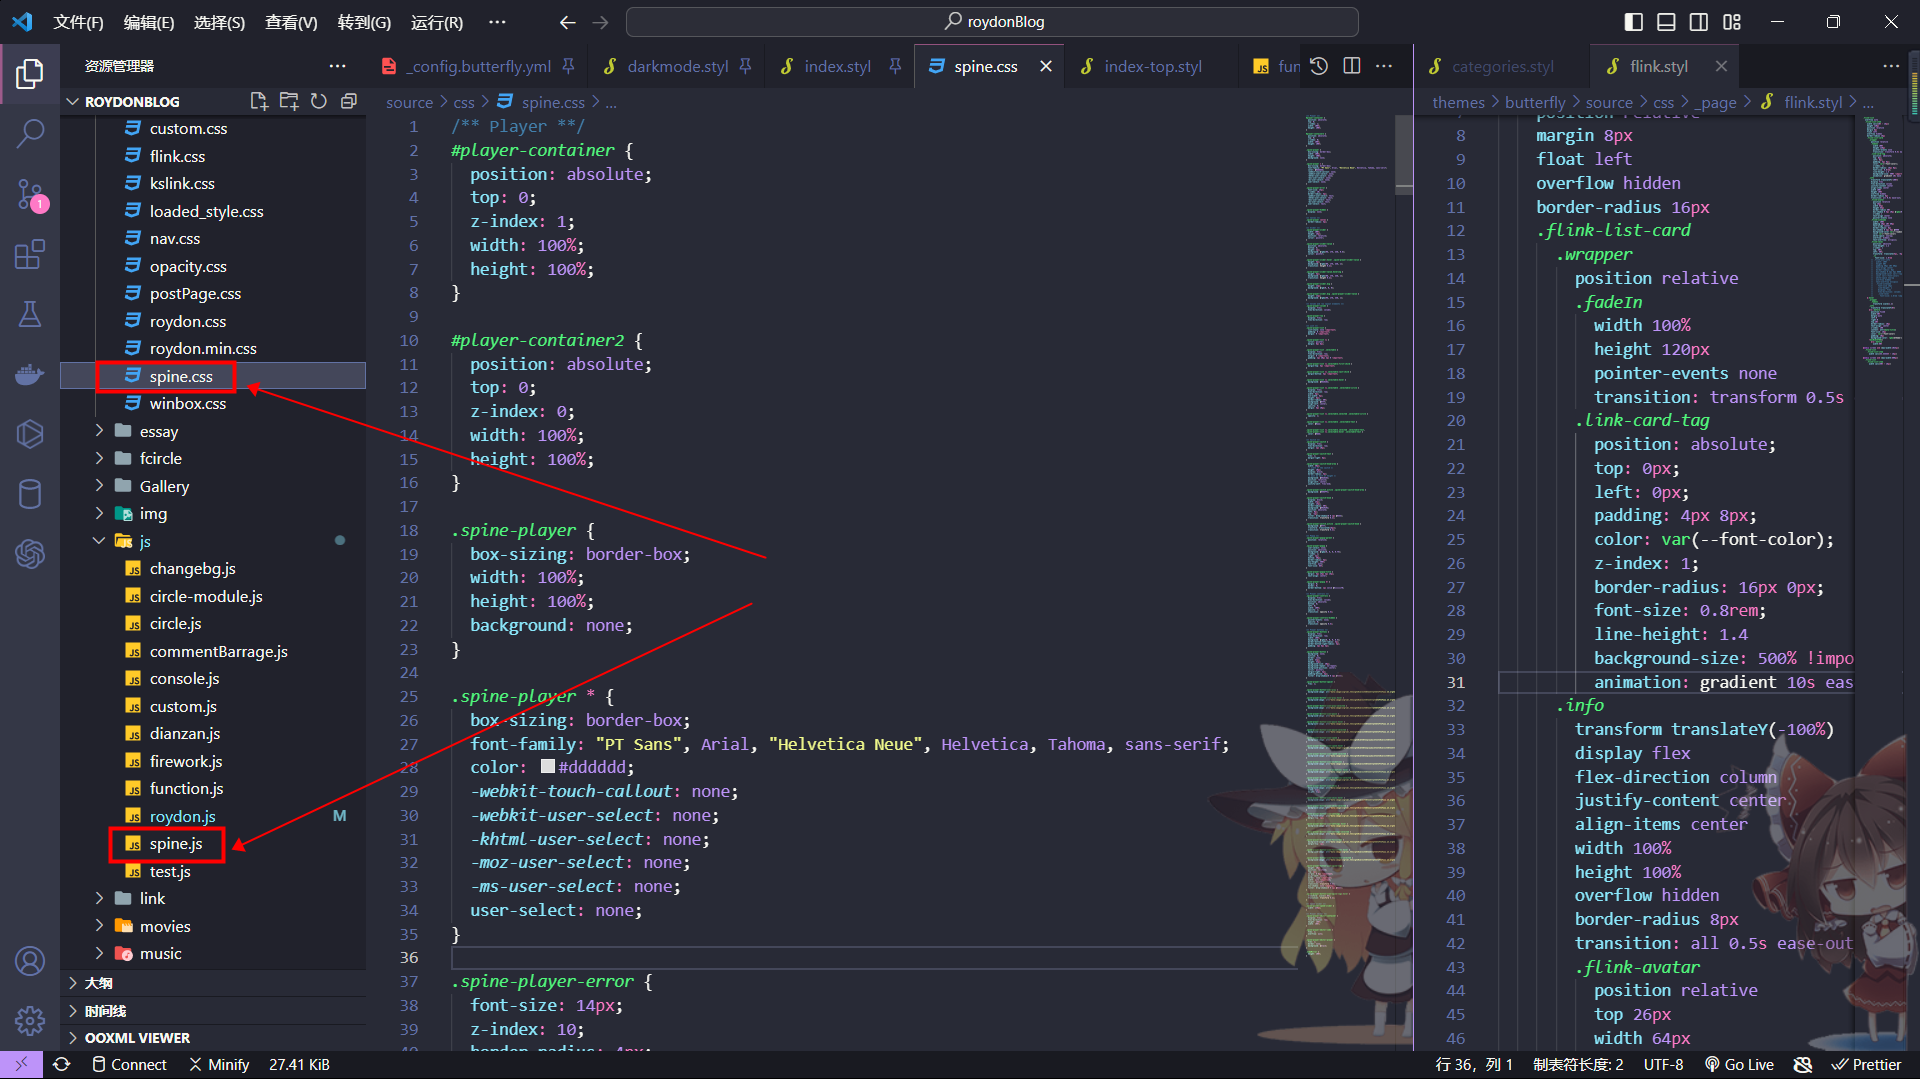 文件(F) 编辑(E) 选择(S) 查看(V) 转到(G) 运行(R) ···
roydonBlog
资源管理器 ···
ROYDONBLOG
custom.css
flink.css
kslink.css
loaded_style.css
nav.css
opacity.css
postPage.css
roydon.css
roydon.min.css
spine.css
winbox.css
essay
fcircle
Gallery
img
js
changebg.js
circle-module.js
circle.js
commentBarrage.js
console.js
custom.js
dianzan.js
firework.js
function.js
roydon.js M
spine.js
test.js
link
movies
music
大纲
时间线
OOXML VIEWER
1
_config.butterfly.yml darkmode.styl index.styl spine.css index-top.styl fun ···
source > css > spine.css > ...
1 /** Player **/
2 #player-container {
3 position: absolute;
4 top: 0;
5 z-index: 1;
6 width: 100%;
7 height: 100%;
8 }
9
10 #player-container2 {
11 position: absolute;
12 top: 0;
13 z-index: 0;
14 width: 100%;
15 height: 100%;
16 }
17
18 .spine-player {
19 box-sizing: border-box;
20 width: 100%;
21 height: 100%;
22 background: none;
23 }
24
25 .spine-player * {
26 box-sizing: border-box;
27 font-family: "PT Sans", Arial, "Helvetica Neue", Helvetica, Tahoma, sans-serif;
28 color: #dddddd;
29 -webkit-touch-callout: none;
30 -webkit-user-select: none;
31 -khtml-user-select: none;
32 -moz-user-select: none;
33 -ms-user-select: none;
34 user-select: none;
35 }
36
37 .spine-player-error {
38 font-size: 14px;
39 z-index: 10;
40 border-radius: 4px;
categories.styl flink.styl ···
themes > butterfly > source > css > _page > flink.styl > ...
7 position relative
8 margin 8px
9 float left
10 overflow hidden
11 border-radius 16px
12 .flink-list-card
13 .wrapper
14 position relative
15 .fadeIn
16 width 100%
17 height 120px
18 pointer-events none
19 transition: transform 0.5s
20 .link-card-tag
21 position: absolute;
22 top: 0px;
23 left: 0px;
24 padding: 4px 8px;
25 color: var(--font-color);
26 z-index: 1;
27 border-radius: 16px 0px;
28 font-size: 0.8rem;
29 line-height: 1.4
30 background-size: 500% !impo
31 animation: gradient 10s eas
32 .info
33 transform translateY(-100%)
34 display flex
35 flex-direction column
36 justify-content center
37 align-items center
38 width 100%
39 height 100%
40 overflow hidden
41 border-radius 8px
42 transition: all 0.5s ease-out
43 .flink-avatar
44 position relative
45 top 26px
46 width 64px
Connect Minify 27.41 KiB
行 36，列 1 制表符长度: 2 UTF-8 Go Live Prettier